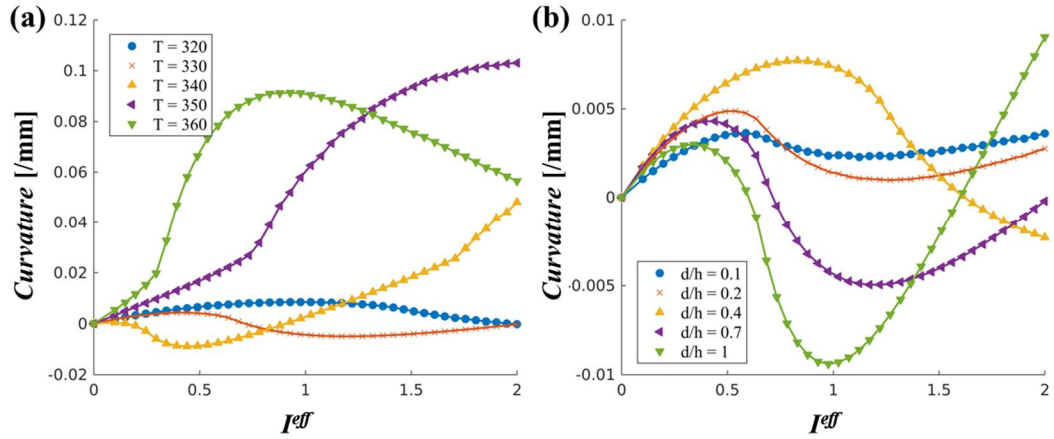 (a)
Curvature [/mm]
0.12
0.1
0.08
0.06
0.04
0.02
0
-0.02
T = 320
T = 330
T = 340
T = 350
T = 360
0 0.5 1 1.5 2
I^eff
(b)
Curvature [/mm]
0.01
0.005
0
-0.005
-0.01
d/h = 0.1
d/h = 0.2
d/h = 0.4
d/h = 0.7
d/h = 1
0 0.5 1 1.5 2
I^eff